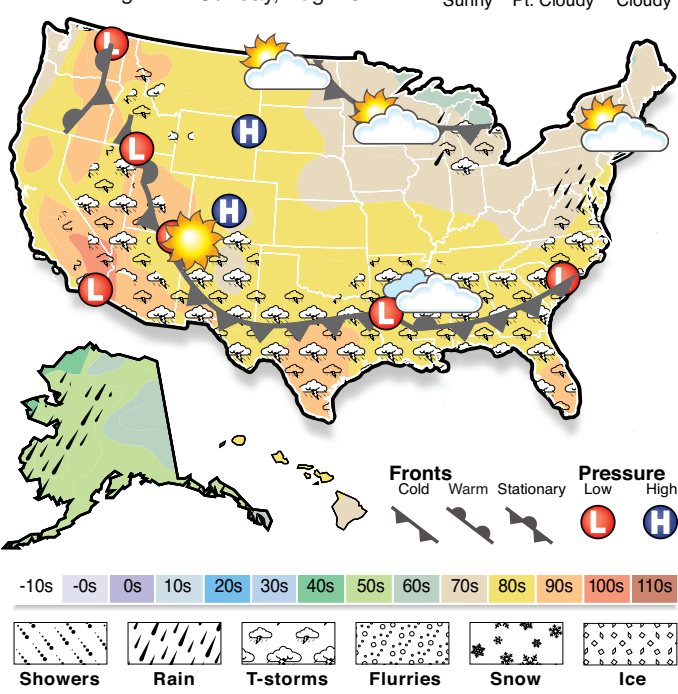 Sunny Pt. Cloudy Cloudy
L
H
L
H
L
L
L
L
Fronts Pressure
Cold Warm Stationary Low High
L H
-10s -0s 0s 10s 20s 30s 40s 50s 60s 70s 80s 90s 100s 110s
Showers Rain T-storms Flurries Snow Ice